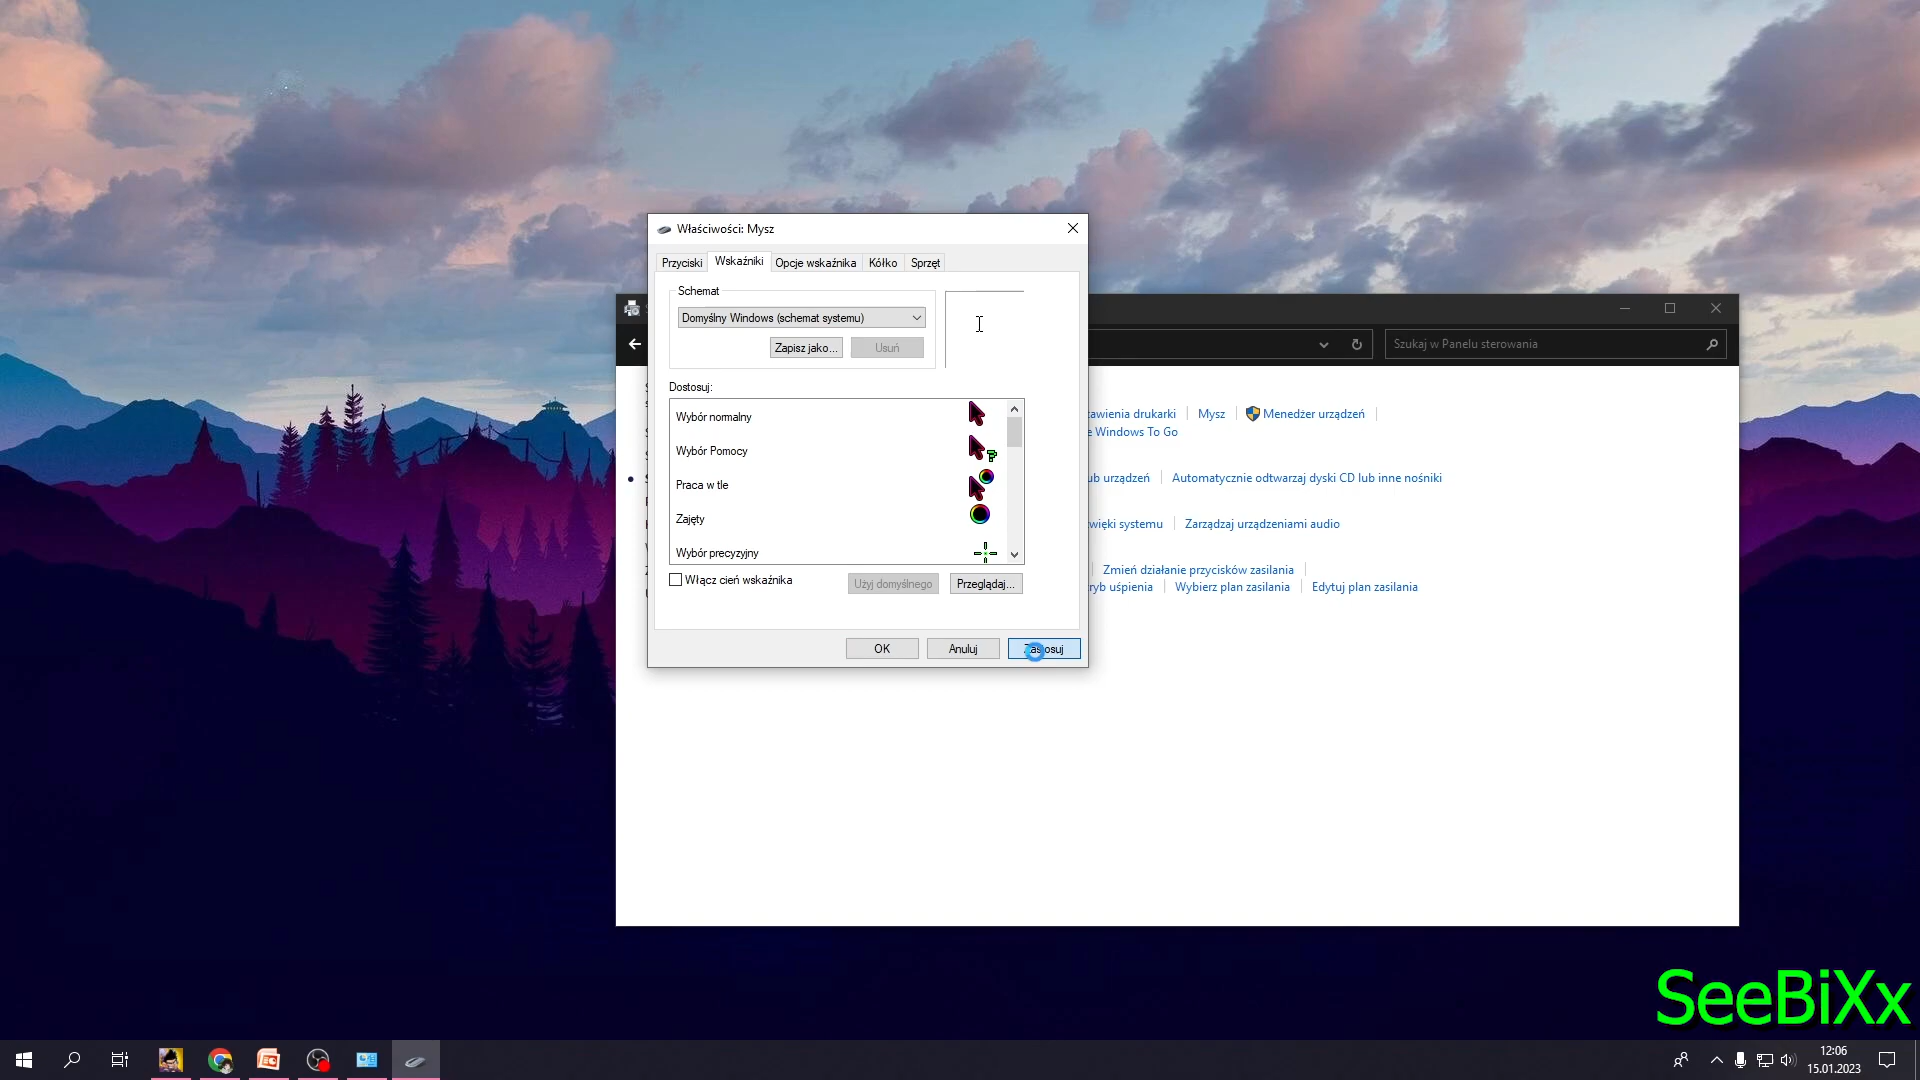 Właściwości: Mysz
Przyciski
Wskaźniki
Opcje wskaźnika
Kółko
Sprzęt
Schemat
Domyślny Windows (schemat systemu)
Zapisz jako...
Usuń
Dostosuj:
Wybór normalny
Wybór Pomocy
Praca w tle
Zajęty
Wybór precyzyjny
Włącz cień wskaźnika
Użyj domyślnego
Przeglądaj...
OK
Anuluj
Zastosuj
Szukaj w Panelu sterowania
tawienia drukarki
Mysz
Menedżer urządzeń
e Windows To Go
ub urządzeń
Automatycznie odtwarzaj dyski CD lub inne nośniki
więki systemu
Zarządzaj urządzeniami audio
Zmień działanie przycisków zasilania
ryb uśpienia
Wybierz plan zasilania
Edytuj plan zasilania
SeeBiXx
12:06
15.01.2023